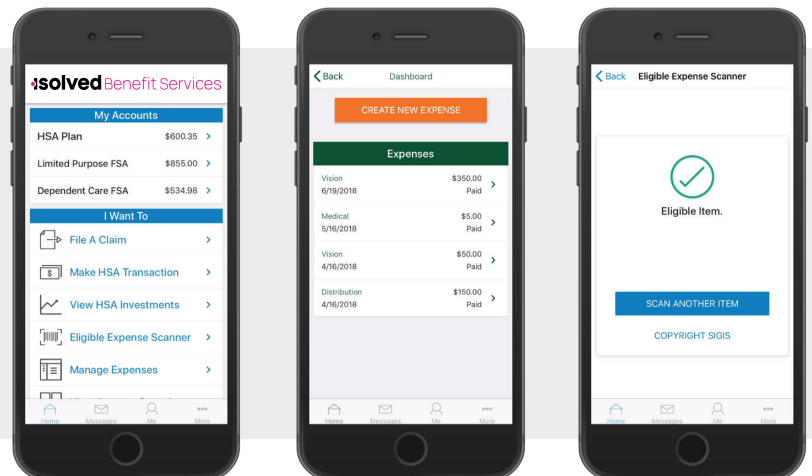 isolved Benefit Services
My Accounts
HSA Plan $600.35
Limited Purpose FSA $855.00
Dependent Care FSA $534.98
I Want To
File A Claim
Make HSA Transaction
View HSA Investments
Eligible Expense Scanner
Manage Expenses
Home Messages Me More
Back Dashboard
CREATE NEW EXPENSE
Expenses
Vision $350.00
6/19/2018 Paid
Medical $5.00
5/16/2018 Paid
Vision $50.00
4/16/2018 Paid
Distribution $150.00
4/16/2018 Paid
Home Messages Me More
Back Eligible Expense Scanner
Eligible Item.
SCAN ANOTHER ITEM
COPYRIGHT SIGIS
Home Messages Me More